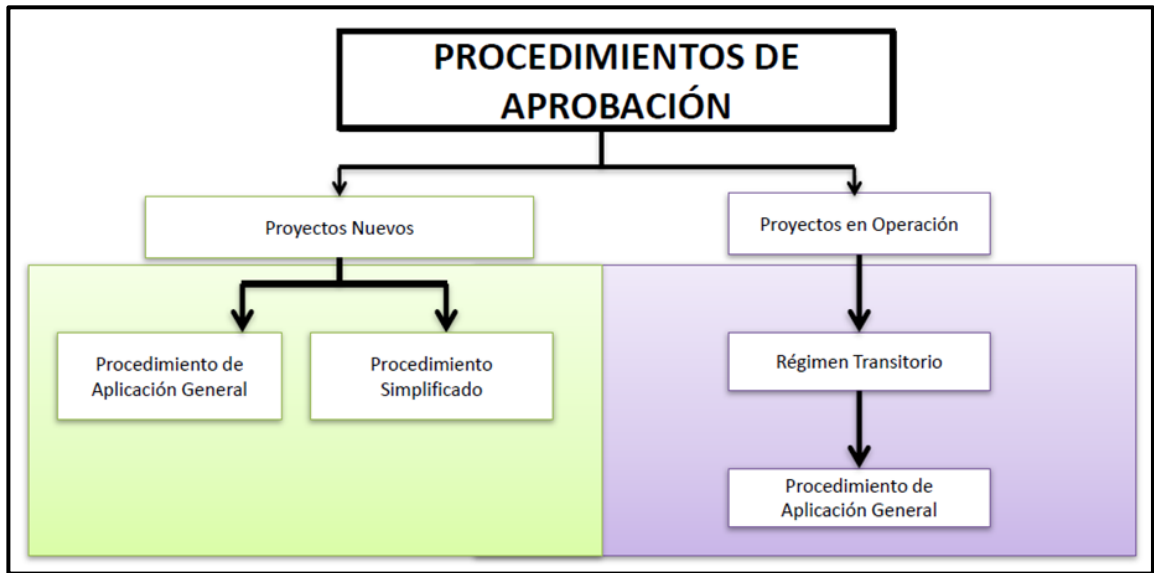 PROCEDIMIENTOS DE
APROBACIÓN
Proyectos Nuevos
Proyectos en Operación
Procedimiento de
Aplicación General
Procedimiento
Simplificado
Régimen Transitorio
Procedimiento de
Aplicación General